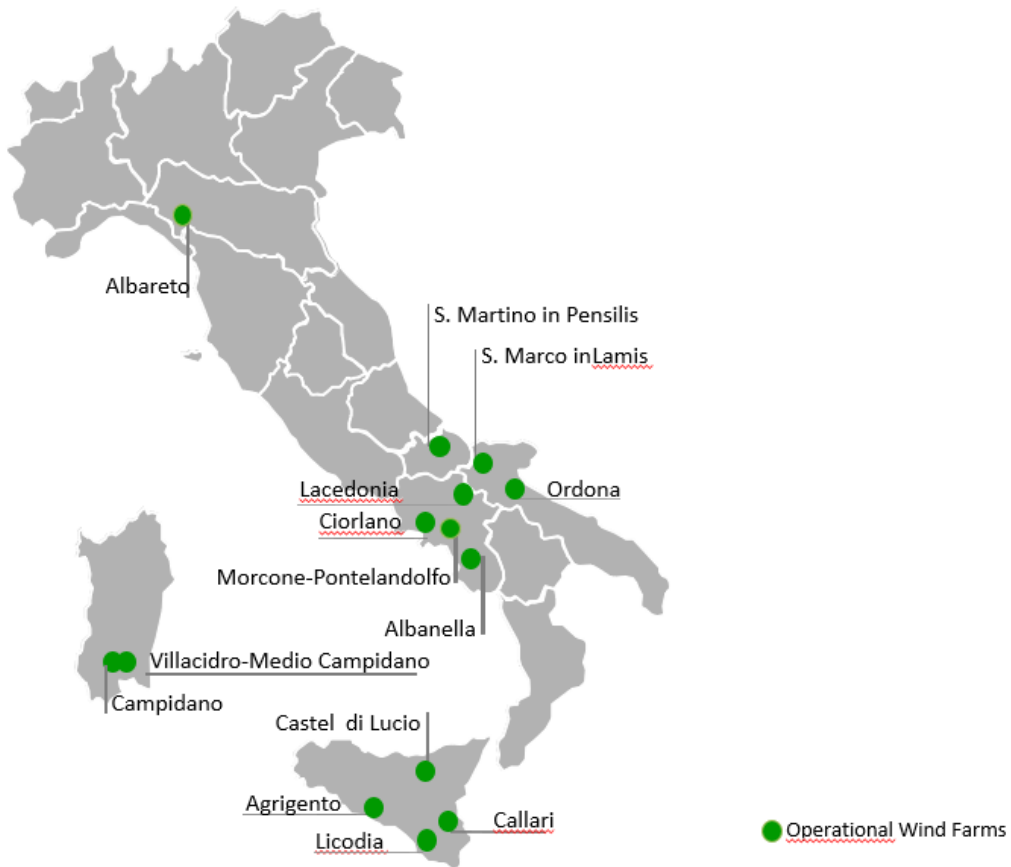 Albareto
S. Martino in Pensilis
S. Marco inLamis
Lacedonia
Ordona
Ciorlano
Morcone-Pontelandolfo
Albanella
Villacidro-Medio Campidano
Campidano
Castel di Lucio
Agrigento
Callari
Licodia
Operational Wind Farms